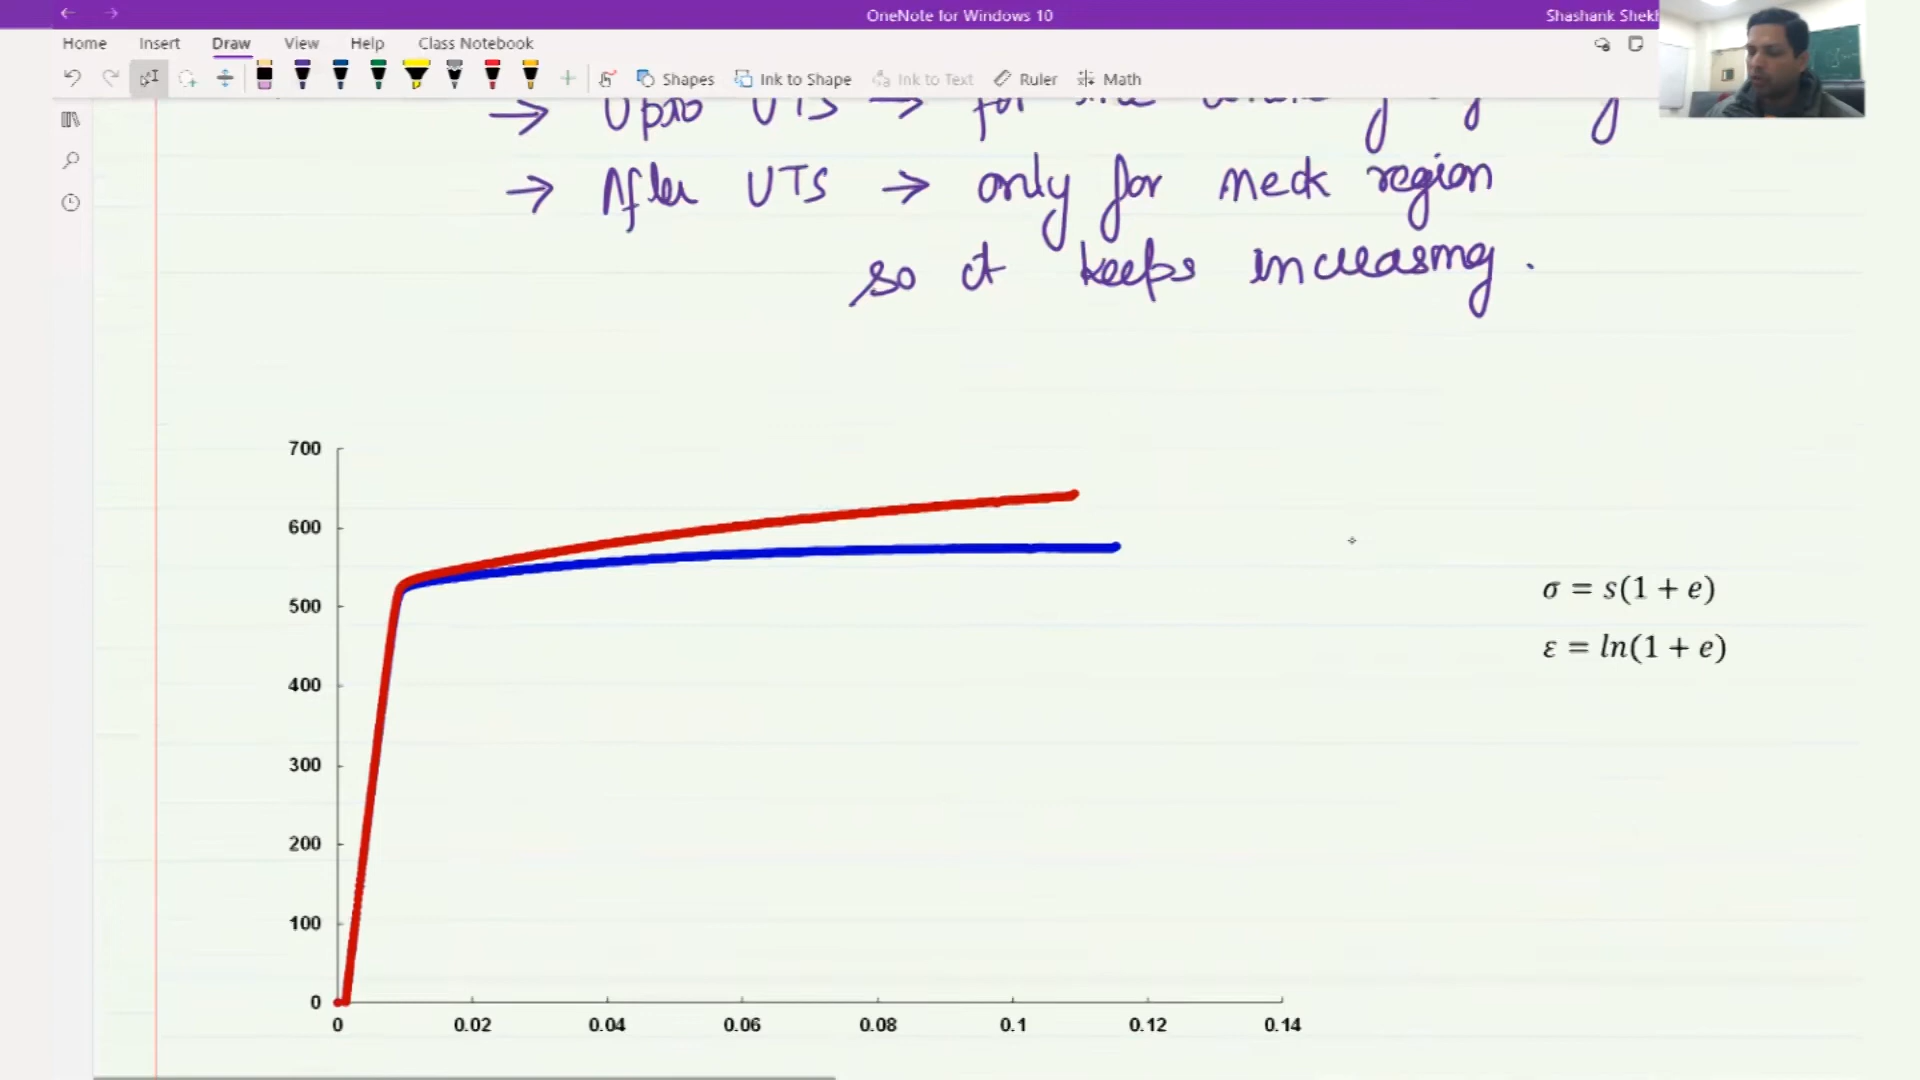 OneNote for Windows 10
Shashank Shekh
Home Insert Draw View Help Class Notebook
Shapes Ink to Shape Ink to Text Ruler Math
→ Upto UTS → for
→ After UTS → only for neck region
so it keeps increasing.
700
600
500
400
300
200
100
0
0 0.02 0.04 0.06 0.08 0.1 0.12 0.14
σ = s(1 + e)
ε = ln(1 + e)